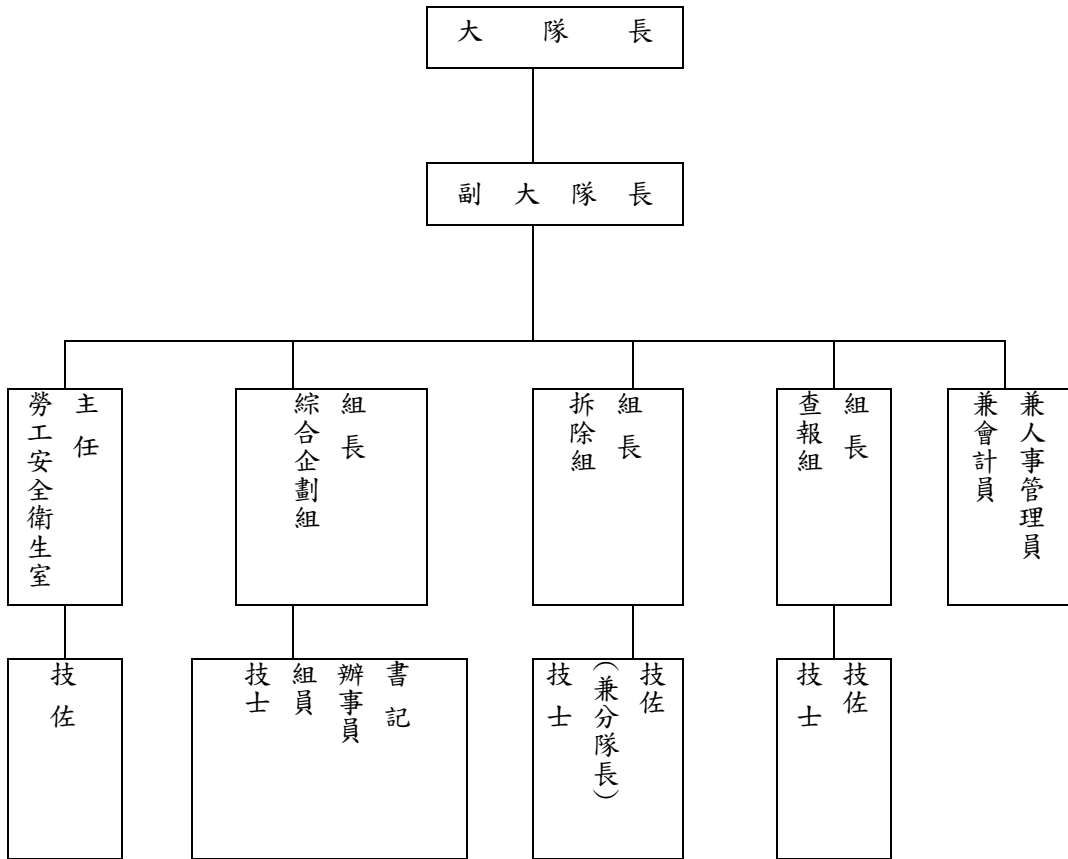 大隊長
副大隊長
兼人事管理員
兼會計員
組長
查報組
組長
拆除組
組長
綜合企劃組
主任
勞工安全衛生室
技佐
技士
技佐
（兼分隊長）
技士
書記
辦事員
組員
技士
技佐